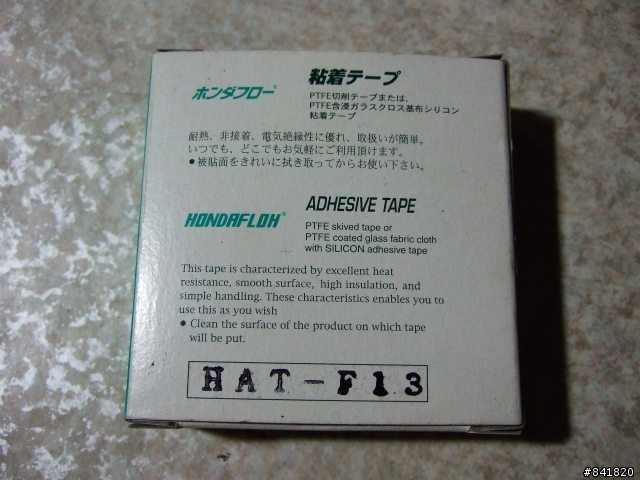 ホンダフロー®
粘着テープ
PTFE切削テープまたは、
PTFE含浸ガラスクロス基布シリコン
粘着テープ
耐熱、非接着、電気絶縁性に優れ、取扱いが簡単。
いつでも、どこでもお気軽にご利用頂けます。
●被貼面をきれいに拭き取ってからお使い下さい。
HONDAFLOH®
ADHESIVE TAPE
PTFE skived tape or
PTFE coated glass fabric cloth
with SILICON adhesive tape
This tape is characterized by excellent heat
resistance, smooth surface, high insulation, and
simple handling. These characteristics enables you to
use this as you wish
● Clean the surface of the product on which tape
will be put.
HAT-F13
#841820